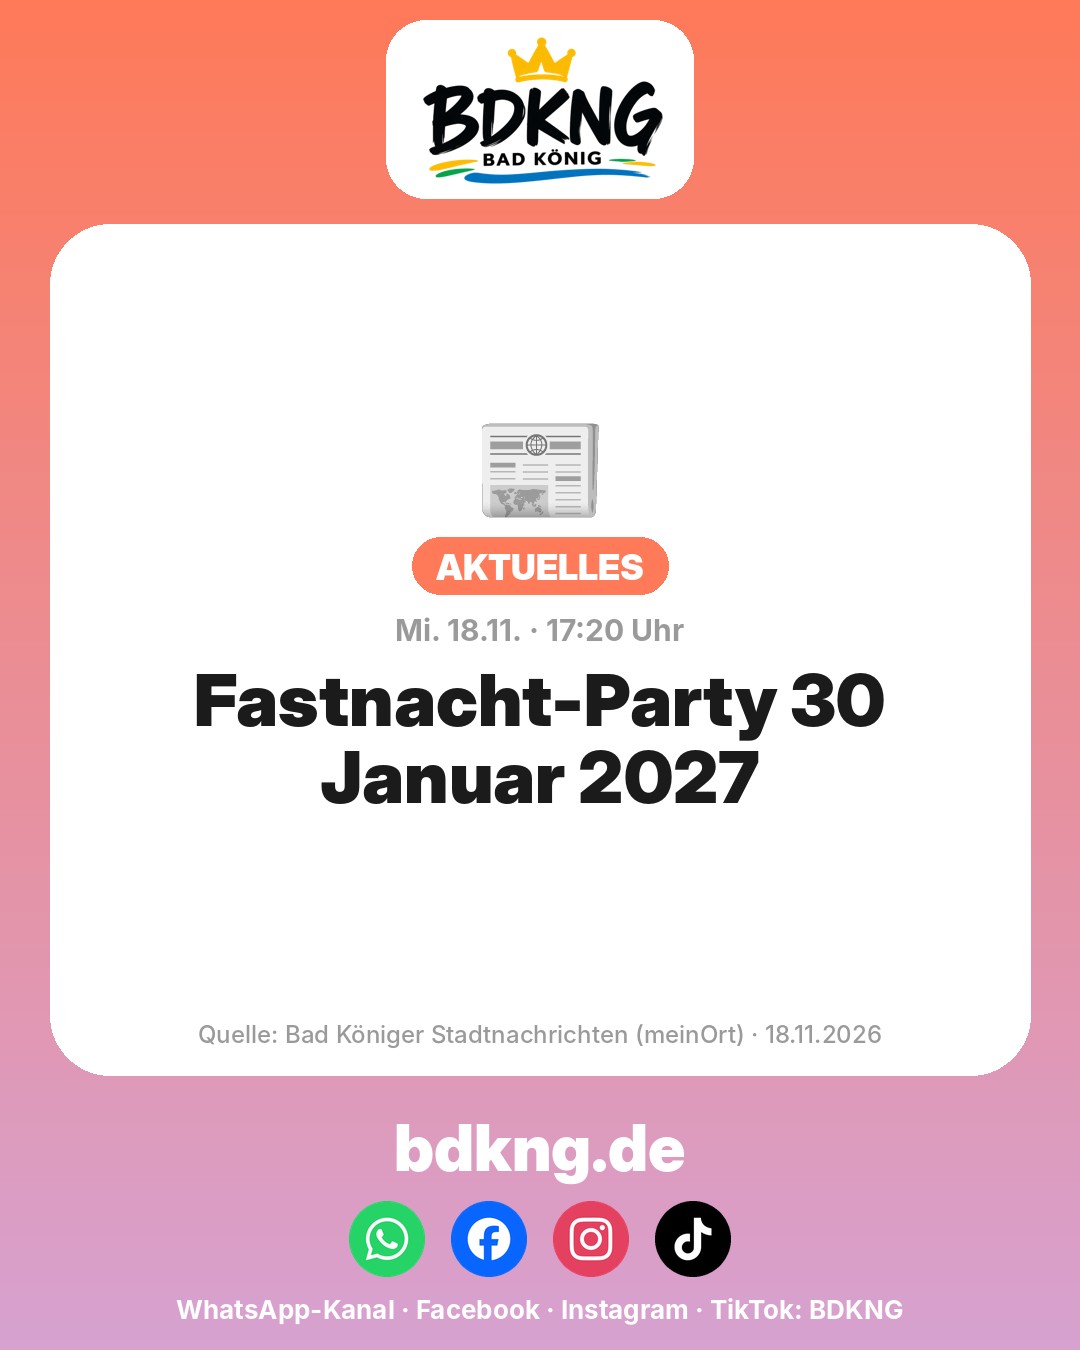 BDKNG
BAD KÖNIG
AKTUELLES
Mi. 18.11. · 17:20 Uhr
Fastnacht-Party 30
Januar 2027
Quelle: Bad Königer Stadtnachrichten (meinOrt) · 18.11.2026
bdkng.de
WhatsApp-Kanal · Facebook · Instagram · TikTok: BDKNG